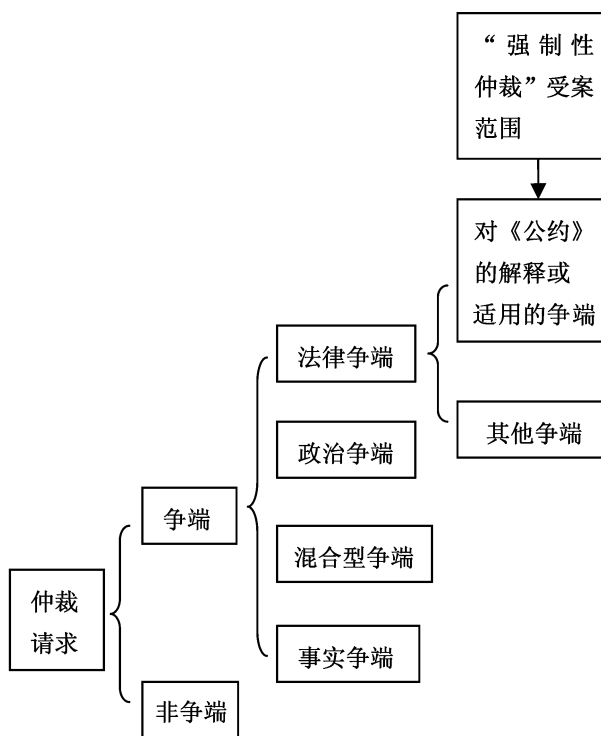 “强制性
仲裁”受案
范围
对《公约》
的解释或
适用的争端
法律争端
其他争端
政治争端
争端
混合型争端
仲裁
请求
事实争端
非争端